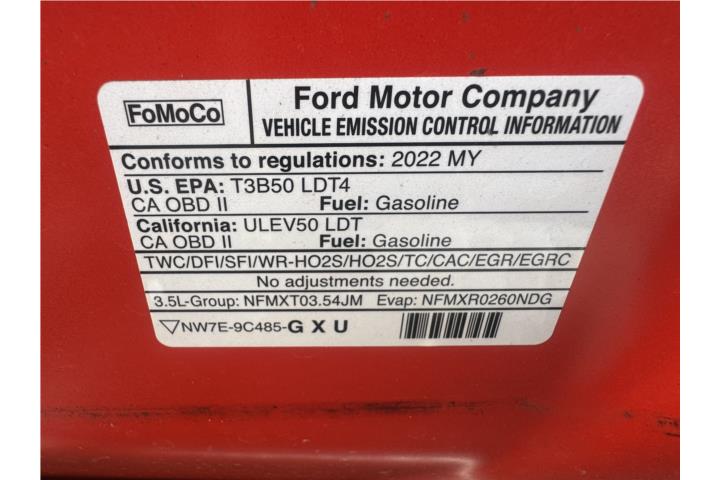 FoMoCo
Ford Motor Company
VEHICLE EMISSION CONTROL INFORMATION
Conforms to regulations: 2022 MY
U.S. EPA: T3B50 LDT4
CA OBD II Fuel: Gasoline
California: ULEV50 LDT
CA OBD II Fuel: Gasoline
TWC/DFI/SFI/WR-HO2S/HO2S/TC/CAC/EGR/EGRC
No adjustments needed.
3.5L-Group: NFMXT03.54JM Evap: NFMXR0260NDG
NW7E-9C485-G X U